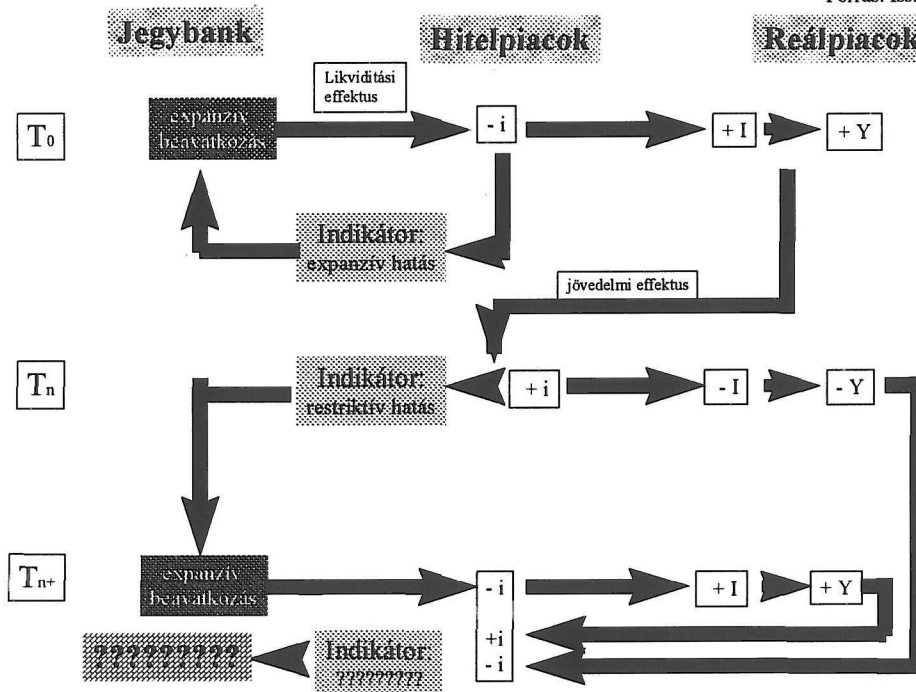 Jegybank
Hitelpiacok
Reálpiacok
Likviditási
effektus
T0
expanzív
beavatkozás
- i
+ I
+ Y
Indikátor:
expanzív hatás
jövedelmi effektus
Tn
Indikátor:
restriktív hatás
+ i
- I
- Y
Tn+
expanzív
beavatkozás
- i
+ I
+ Y
+i
- i
?????????
Indikátor
?????????